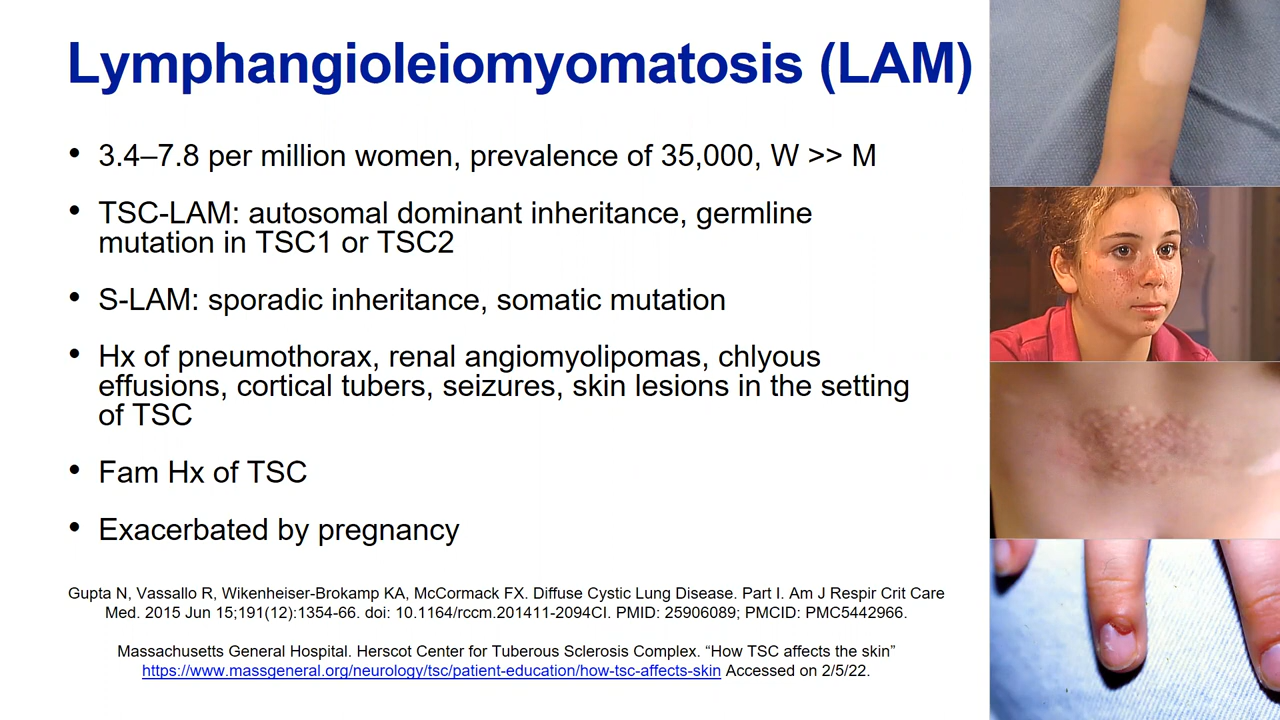 Lymphangioleiomyomatosis (LAM)
• 3.4–7.8 per million women, prevalence of 35,000, W >> M
• TSC-LAM: autosomal dominant inheritance, germline
mutation in TSC1 or TSC2
• S-LAM: sporadic inheritance, somatic mutation
• Hx of pneumothorax, renal angiomyolipomas, chlyous
effusions, cortical tubers, seizures, skin lesions in the setting
of TSC
• Fam Hx of TSC
• Exacerbated by pregnancy
Gupta N, Vassallo R, Wikenheiser-Brokamp KA, McCormack FX. Diffuse Cystic Lung Disease. Part I. Am J Respir Crit Care
Med. 2015 Jun 15;191(12):1354-66. doi: 10.1164/rccm.201411-2094CI. PMID: 25906089; PMCID: PMC5442966.
Massachusetts General Hospital. Herscot Center for Tuberous Sclerosis Complex. “How TSC affects the skin”
https://www.massgeneral.org/neurology/tsc/patient-education/how-tsc-affects-skin Accessed on 2/5/22.